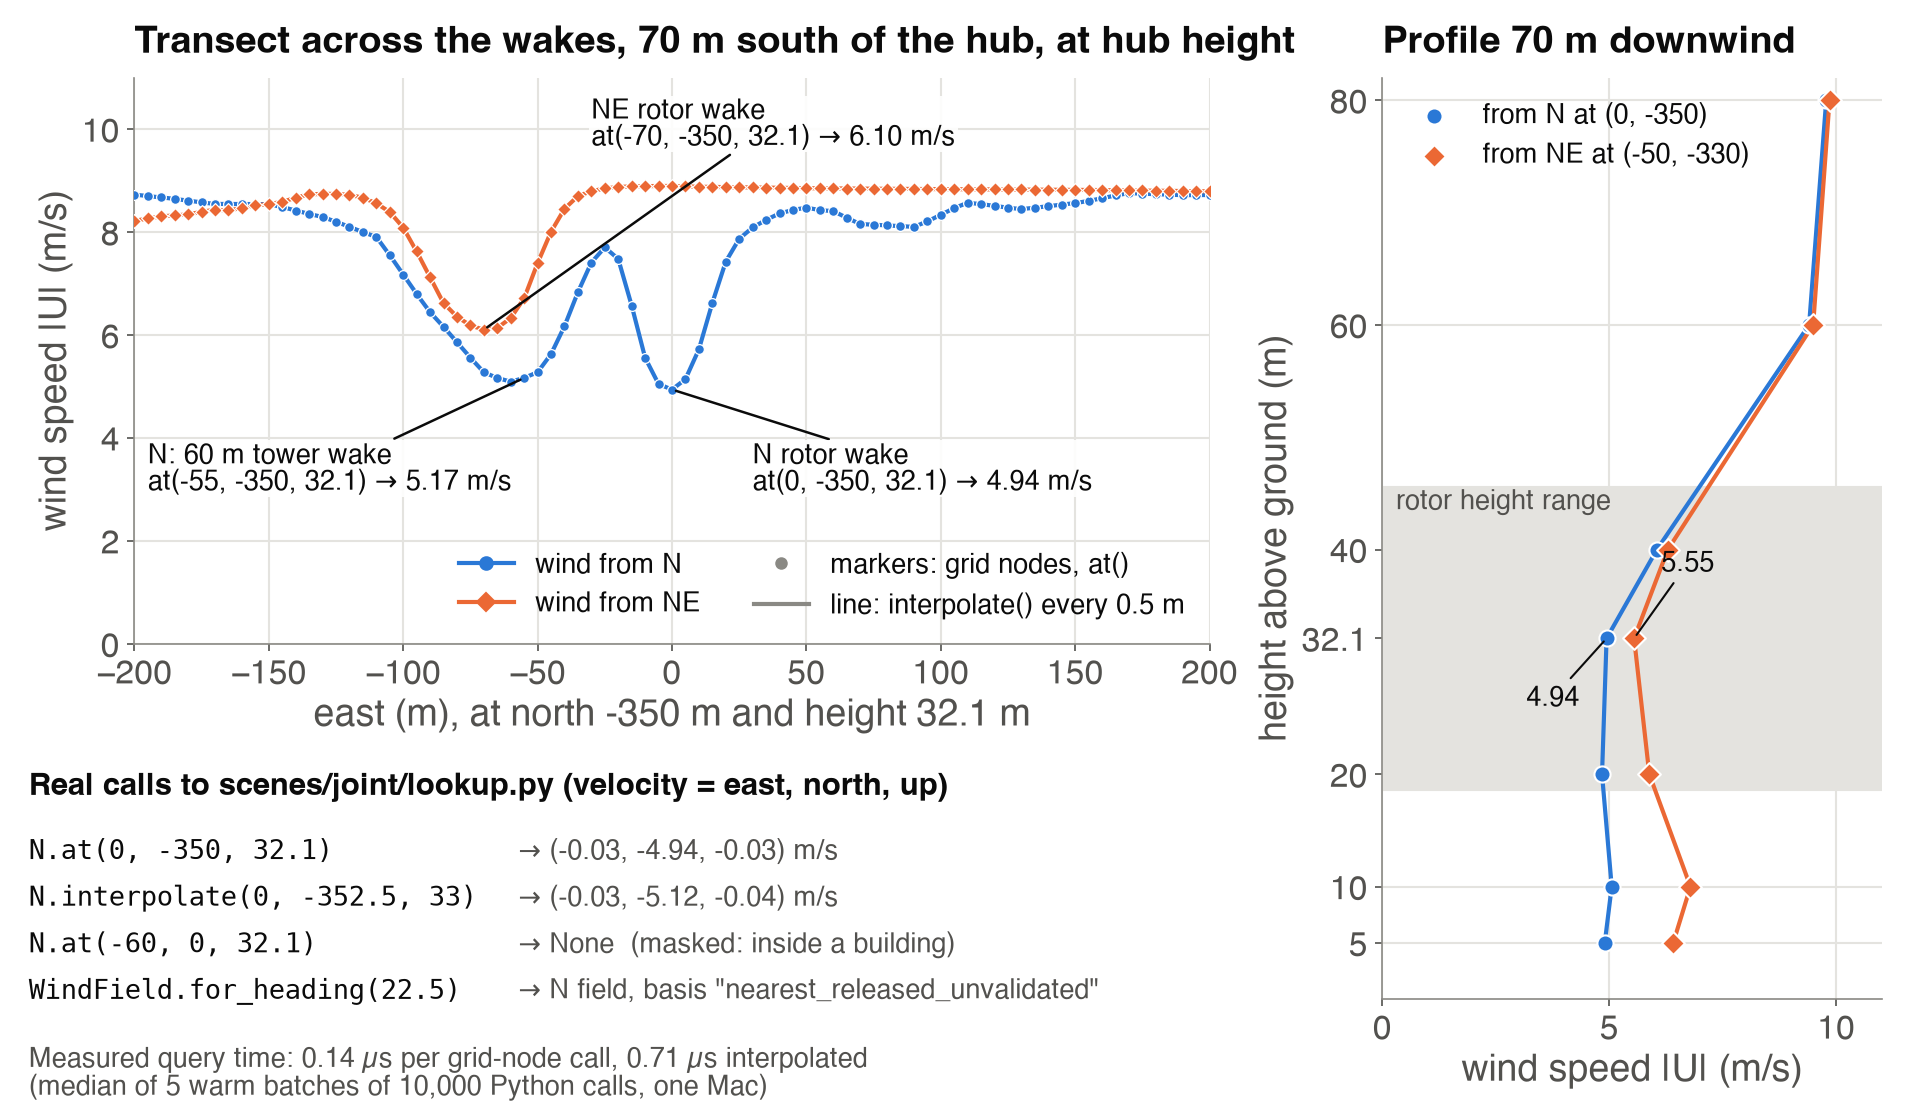 Transect across the wakes, 70 m south of the hub, at hub height
wind speed |U| (m/s)
10
8
6
4
2
0
NE rotor wake
at(-70, -350, 32.1) → 6.10 m/s
N: 60 m tower wake
at(-55, -350, 32.1) → 5.17 m/s
N rotor wake
at(0, -350, 32.1) → 4.94 m/s
wind from N
wind from NE
markers: grid nodes, at()
line: interpolate() every 0.5 m
−200 −150 −100 −50 0 50 100 150 200
east (m), at north -350 m and height 32.1 m
Profile 70 m downwind
height above ground (m)
80
60
40
32.1
20
10
5
from N at (0, -350)
from NE at (-50, -330)
rotor height range
5.55
4.94
0 5 10
wind speed |U| (m/s)
Real calls to scenes/joint/lookup.py (velocity = east, north, up)
N.at(0, -350, 32.1) → (-0.03, -4.94, -0.03) m/s
N.interpolate(0, -352.5, 33) → (-0.03, -5.12, -0.04) m/s
N.at(-60, 0, 32.1) → None (masked: inside a building)
WindField.for_heading(22.5) → N field, basis "nearest_released_unvalidated"
Measured query time: 0.14 µs per grid-node call, 0.71 µs interpolated
(median of 5 warm batches of 10,000 Python calls, one Mac)